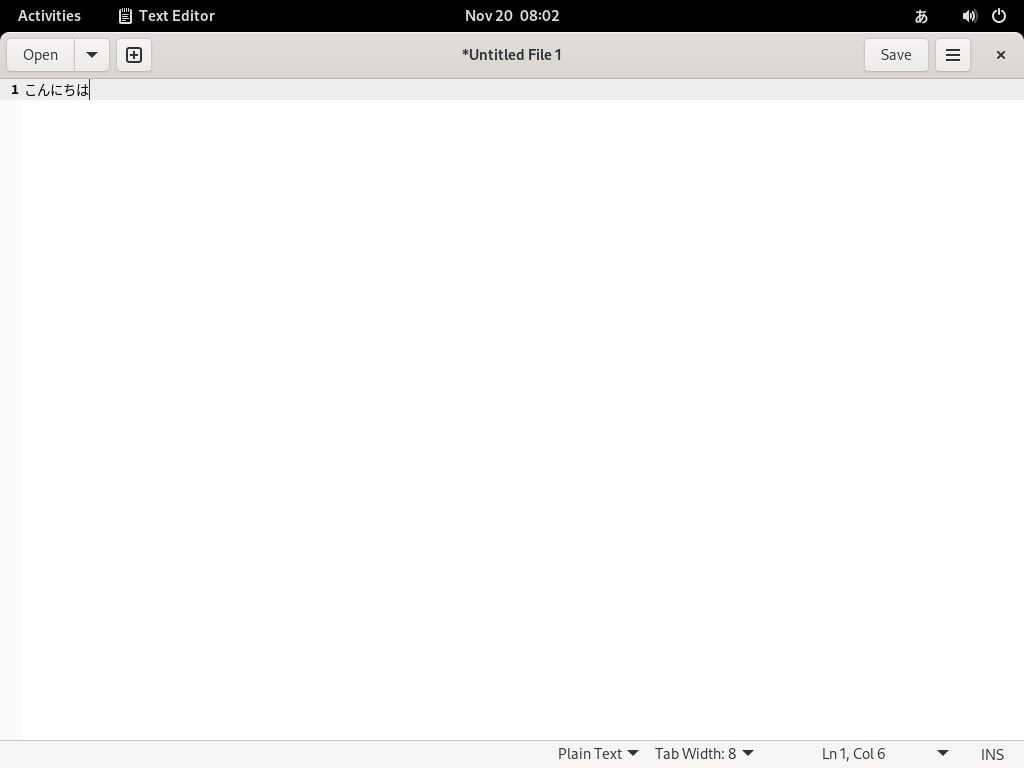 Activities Text Editor Nov 20 08:02 あ
Open *Untitled File 1 Save
1 こんにちは
Plain Text Tab Width: 8 Ln 1, Col 6 INS